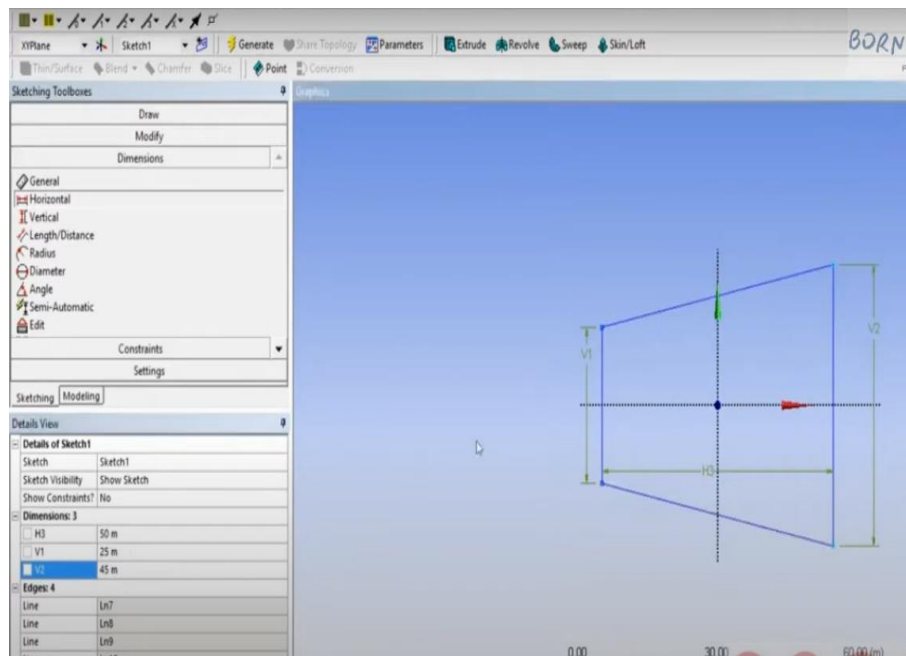 BORN
XYPlane Sketch1 Generate Share Topology Parameters Extrude Revolve Sweep Skin/Loft
Thin/Surface Blend Chamfer Slice Point Conversion
Sketching Toolboxes
Graphics
Draw
Modify
Dimensions
General
Horizontal
Vertical
Length/Distance
Radius
Diameter
Angle
Semi-Automatic
Edit
Constraints
Settings
Sketching Modeling
Details View
Details of Sketch1
Sketch Sketch1
Sketch Visibility Show Sketch
Show Constraints? No
Dimensions: 3
H3 50 m
V1 25 m
V2 45 m
Edges: 4
Line Ln7
Line Ln8
Line Ln9
V1
V2
H3
0.00 30.00 60.00 (m)